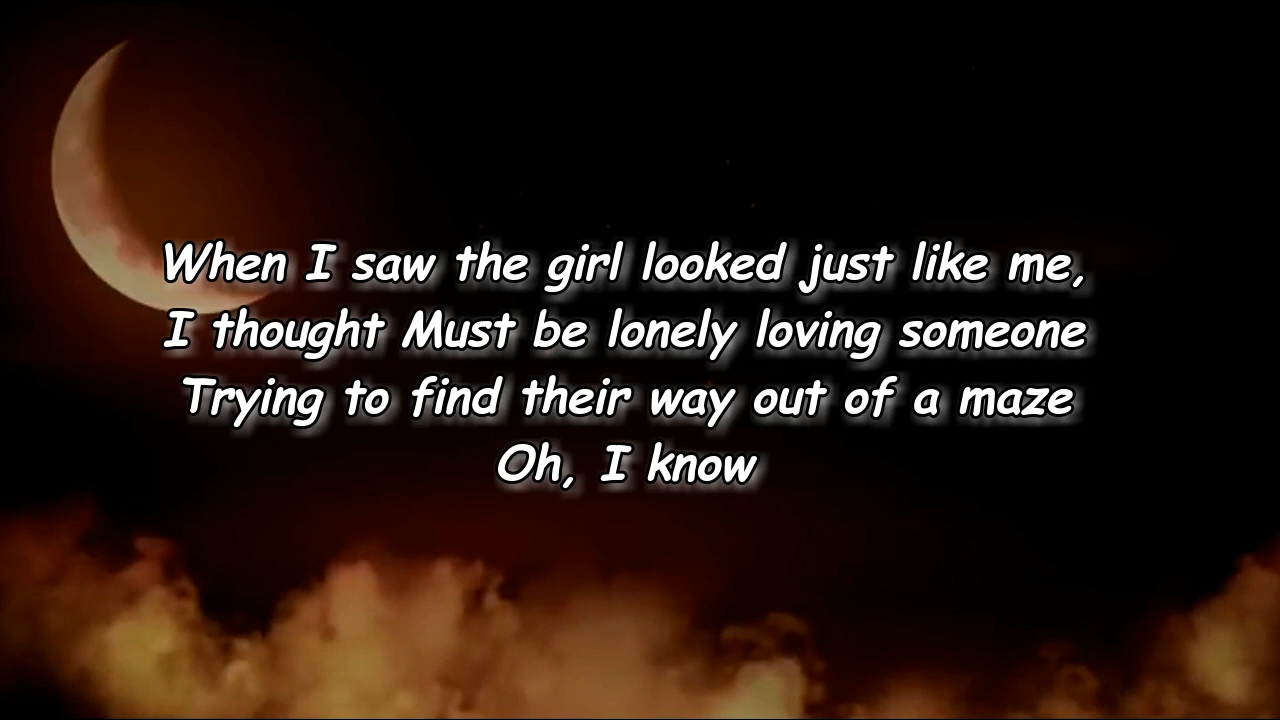 When I saw the girl looked just like me,
I thought Must be lonely loving someone
Trying to find their way out of a maze
Oh, I know